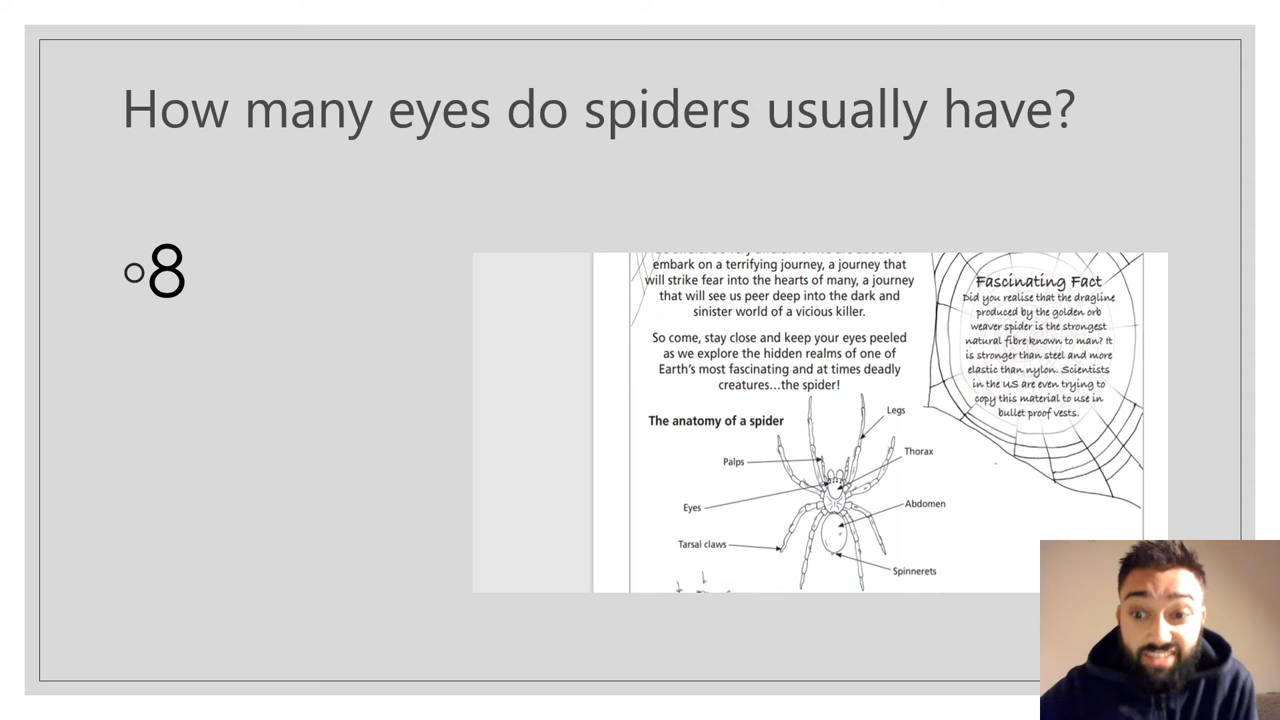 How many eyes do spiders usually have?
8
embark on a terrifying journey, a journey that
will strike fear into the hearts of many, a journey
that will see us peer deep into the dark and
sinister world of a vicious killer.
So come, stay close and keep your eyes peeled
as we explore the hidden realms of one of
Earth's most fascinating and at times deadly
creatures...the spider!
Fascinating Fact
Did you realise that the dragline
produced by the golden orb
weaver spider is the strongest
natural fibre known to man? It
is stronger than steel and more
elastic than nylon. Scientists
in the US are even trying to
copy this material to use in
bullet proof vests.
The anatomy of a spider
Legs
Palps
Thorax
Eyes
Abdomen
Tarsal claws
Spinnerets